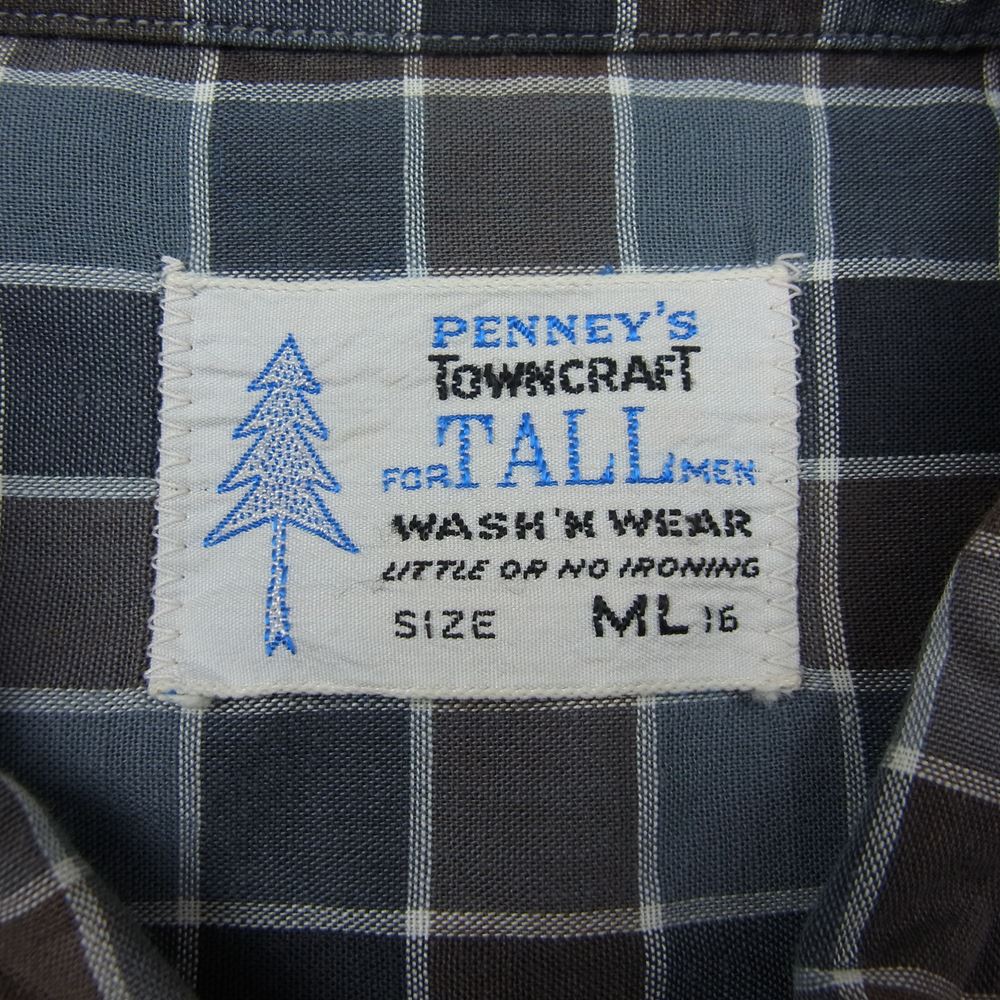 PENNEY'S
TOWNCRAFT
FOR TALL MEN
WASH 'N WEAR
LITTLE OR NO IRONING
SIZE ML 16